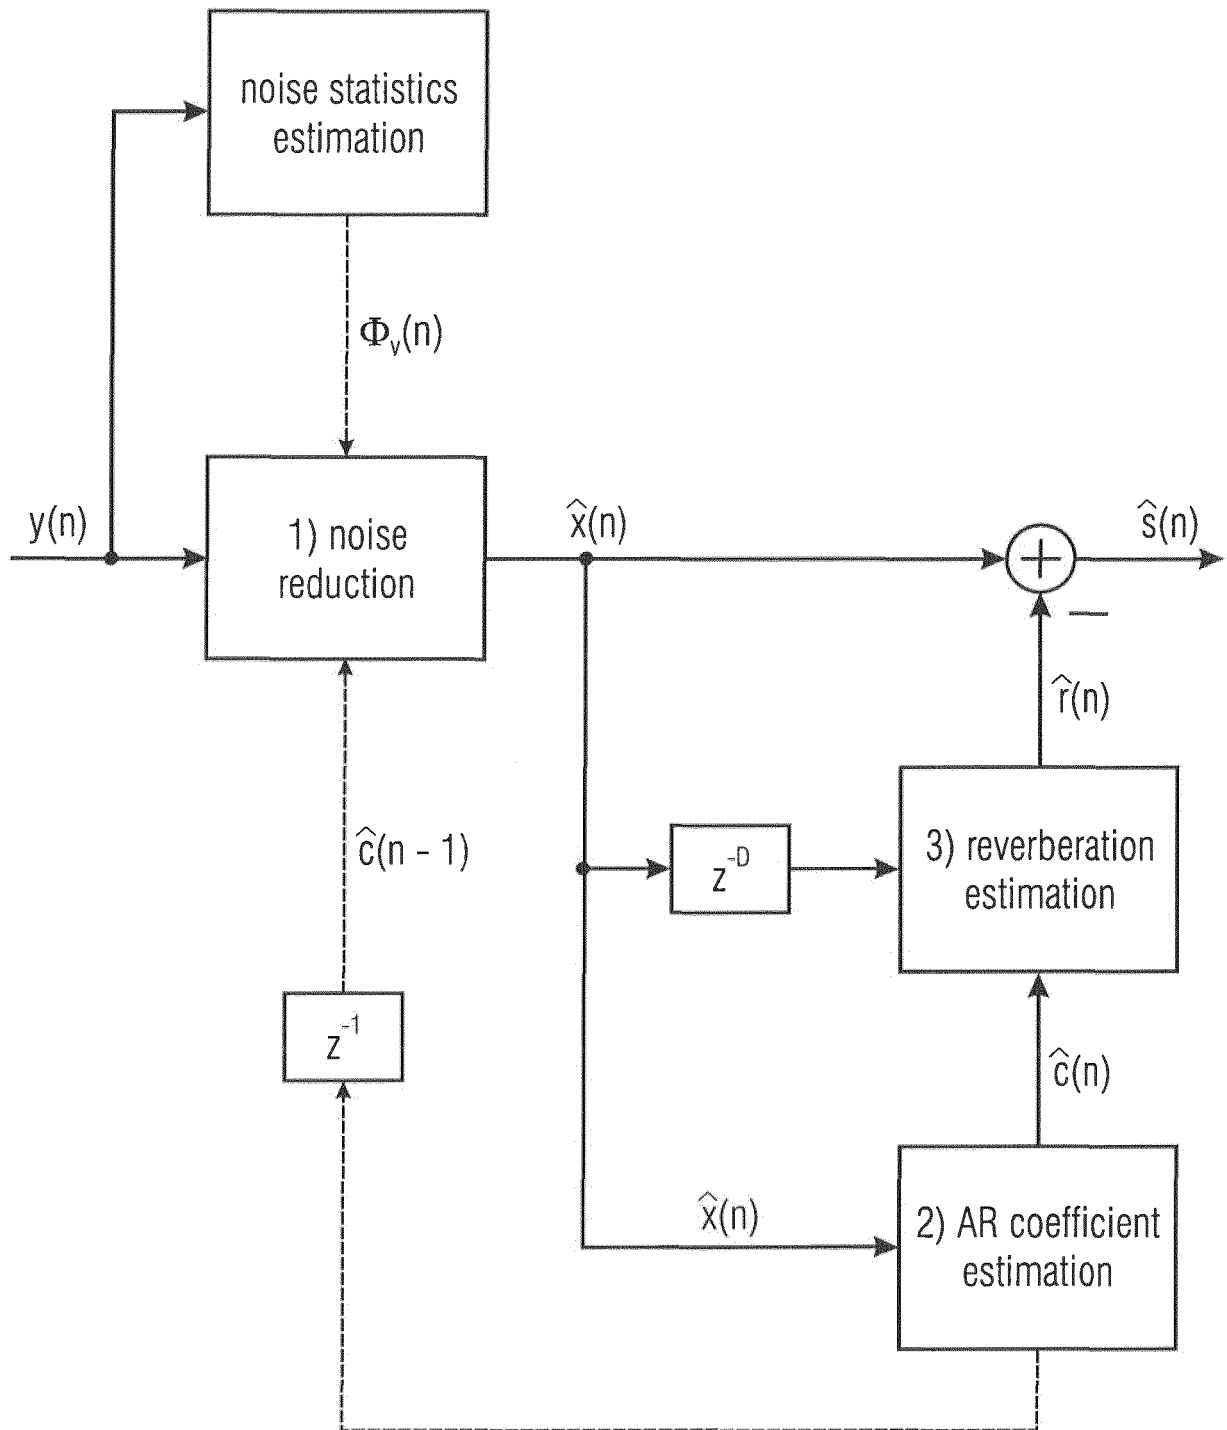 noise statistics
estimation
Φᵥ(n)
y(n)
1) noise
reduction
x̂(n)
+
ŝ(n)
−
r̂(n)
ĉ(n - 1)
z⁻ᴰ
3) reverberation
estimation
z⁻¹
ĉ(n)
x̂(n)
2) AR coefficient
estimation